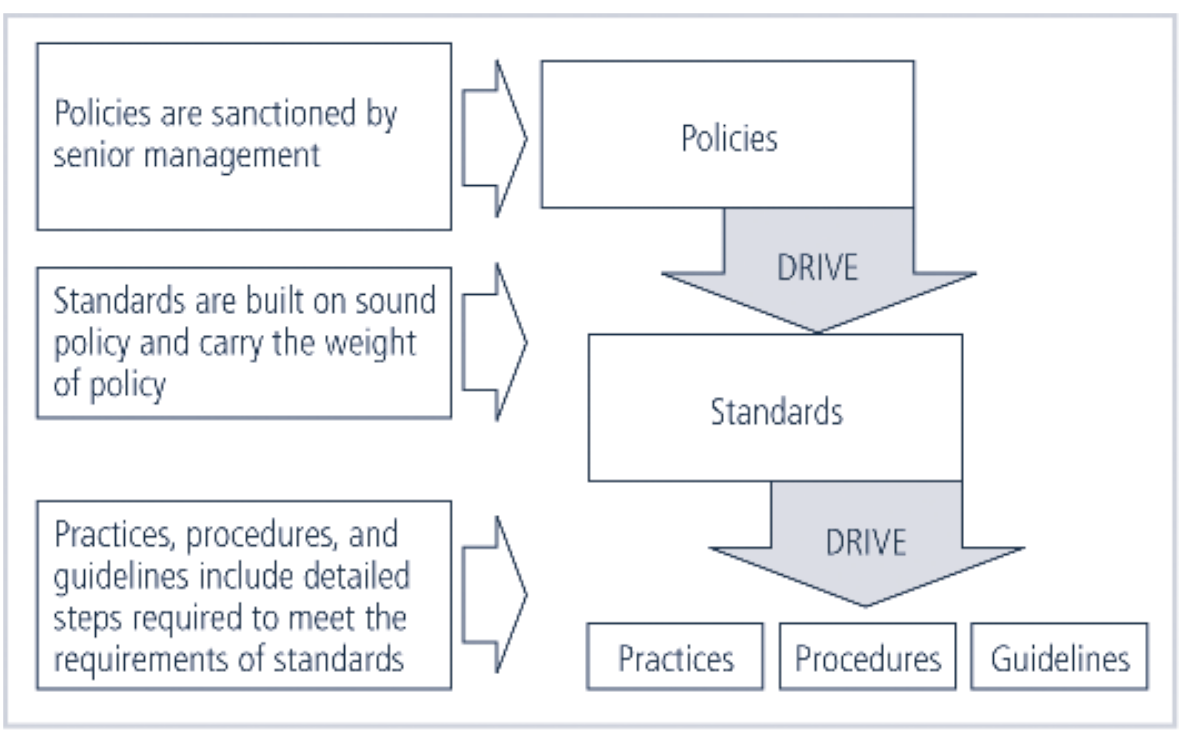 Policies are sanctioned by
senior management
Policies
DRIVE
Standards are built on sound
policy and carry the weight
of policy
Standards
DRIVE
Practices, procedures, and
guidelines include detailed
steps required to meet the
requirements of standards
Practices
Procedures
Guidelines